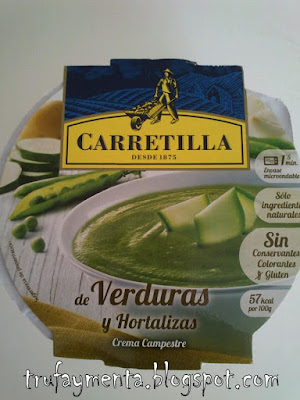 CARRETILLA
DESDE 1875
1'5 min.
Envase
microondable
Sólo
ingredientes
naturales
Sin
Conservantes
Colorantes
y Gluten
57 kcal
por 100g
de Verduras
y Hortalizas
Crema Campestre
trufaymenta.blogspot.com